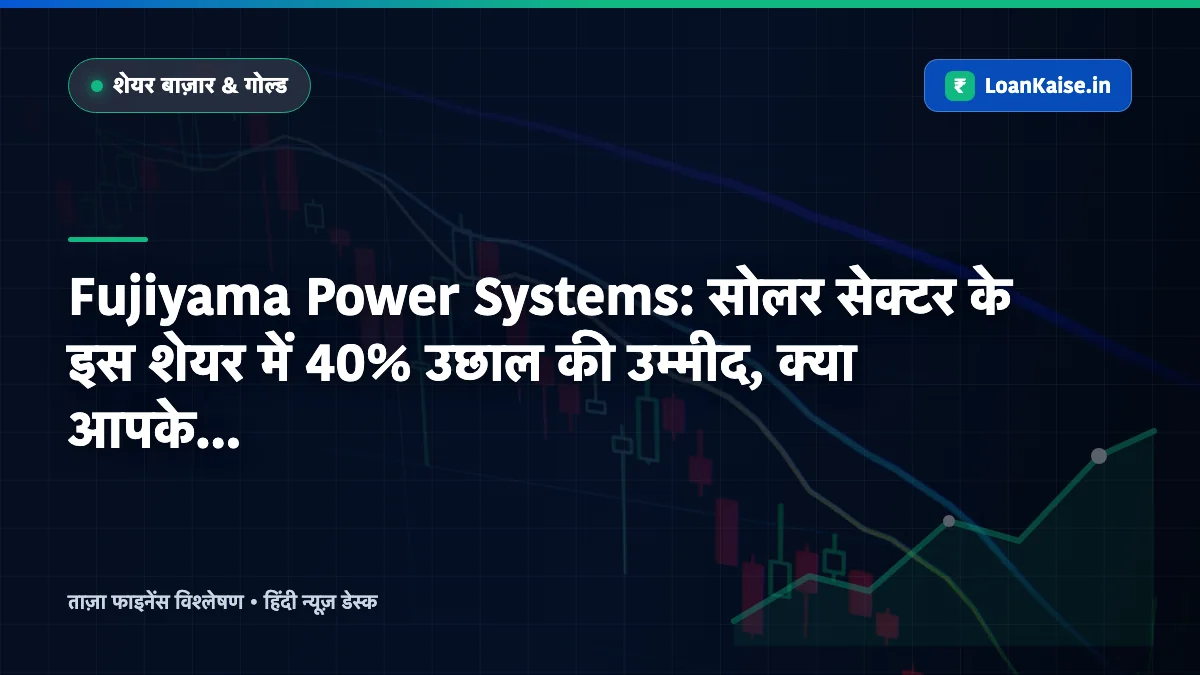 शेयर बाज़ार & गोल्ड
₹ LoanKaise.in
Fujiyama Power Systems: सोलर सेक्टर के
इस शेयर में 40% उछाल की उम्मीद, क्या
आपके...
ताज़ा फाइनेंस विश्लेषण • हिंदी न्यूज़ डेस्क